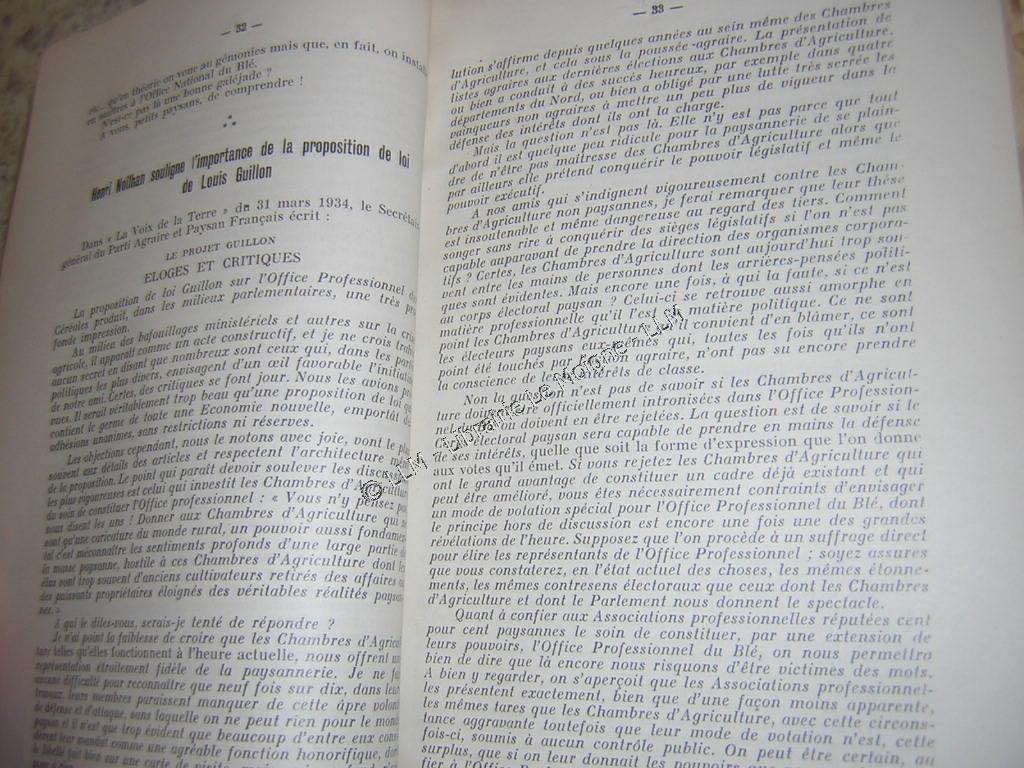 — 32 —
etc... qu'en théorie on voue au gémonies mais que, en fait, on install
en maîtres à l'Office National du Blé.
N'est-ce pas là une bonne galéjade ?
A vous, petits paysans, de comprendre !
Henri Noilhan souligne l'importance de la proposition de loi
de Louis Guillon
Dans « La Voix de la Terre » du 31 mars 1934, le Secrétai
général du Parti Agraire et Paysan Français écrit :
LE PROJET GUILLON
ELOGES ET CRITIQUES
La proposition de loi Guillon sur l'Office Professionnel de
Céréales produit, dans les milieux parlementaires, une très pro
fonde impression.
Au milieu des bafouillages ministériels et autres sur la crise
agricole, il apparaît comme un acte constructif, et je ne crois trahi
aucun secret en disant que nombreux sont ceux qui, dans les parti
politiques les plus divers, envisagent d'un œil favorable l'initiati
de notre ami. Certes, des critiques se font jour. Nous les avions pré
vues. Il serait véritablement trop beau qu'une proposition de loi qu
contient le germe de toute une Economie nouvelle, emportât de
adhésions unanimes, sans restrictions ni réserves.
Les objections cependant, nous le notons avec joie, vont le plu
souvent aux détails des articles et respectent l'architecture
de la proposition. Le point qui paraît devoir soulever les discus
les plus vigoureuses est celui qui investit les Chambres d'Agriculture
du soin de constituer l'Office professionnel : « Vous n'y pensez pas
nous disent les uns ! Donner aux Chambres d'Agriculture qui ne
sont qu'une caricature du monde rural, un pouvoir aussi fondamen
tal c'est méconnaître les sentiments profonds d'une large partie de
la masse paysanne, hostile à ces Chambres d'Agriculture dont les
élus sont trop souvent d'anciens cultivateurs retirés des affaires ou
des puissants propriétaires éloignés des véritables réalités paysan
nes. »
A qui le dites-vous, serais-je tenté de répondre ?
Je n'ai point la faiblesse de croire que les Chambres d'Agricul
ture telles qu'elles fonctionnent à l'heure actuelle, nous offrent un
représentation étroitement fidèle de la paysannerie. Je ne fai
aucune difficulté pour reconnaître que neuf fois sur dix, dans leur
travaux, leurs membres paraissent manquer de cette âpre volont
de défense et d'attaque, sans laquelle on ne peut rien pour le mond
paysan et il n'est que trop évident que beaucoup d'entre eux consi
dèrent leur mandat comme une agréable fonction honorifique, don
le libellé fait bien sur une carte de visite,
— 33 —
lution s'affirme depuis quelques années au sein même des Chambres
d'Agriculture, et cela sous la poussée agraire. La présentation de
listes agraires aux dernières élections aux Chambres d'Agriculture.
ou bien a conduit à des succès heureux, par exemple dans quatre
départements du Nord, ou bien a obligé par une lutte très serrée les
vainqueurs non agraires à mettre un peu plus de vigueur dans la
défense des intérêts dont ils ont la charge.
Mais la question n'est pas là. Elle n'y est pas parce que tout
d'abord il est quelque peu ridicule pour la paysannerie de se plain-
dre de n'être pas maîtresse des Chambres d'Agriculture alors que
par ailleurs elle prétend conquérir le pouvoir législatif et même le
pouvoir exécutif.
A nos amis qui s'indignent vigoureusement contre les Cham-
bres d'Agriculture non paysannes, je ferai remarquer que leur thèse
est insoutenable et même dangereuse au regard des tiers. Comment
songer sans rire à conquérir des sièges législatifs si l'on n'est pas
capable auparavant de prendre la direction des organismes corpora-
tifs ? Certes, les Chambres d'Agriculture sont aujourd'hui trop sou-
vent entre les mains de personnes dont les arrières-pensées politi-
ques sont évidentes. Mais encore une fois, à qui la faute, si ce n'est
au corps électoral paysan ? Celui-ci se retrouve aussi amorphe en
matière professionnelle qu'il l'est en matière politique. Ce ne sont
point les Chambres d'Agriculture qu'il convient d'en blâmer, ce sont
les électeurs paysans eux-mêmes qui, toutes les fois qu'ils n'ont
point été touchés par l'action agraire, n'ont pas su encore prendre
la conscience de leurs intérêts de classe.
Non la question n'est pas de savoir si les Chambres d'Agricul-
ture doivent être officiellement intronisées dans l'Office Profession-
nel ou doivent en être rejetées. La question est de savoir si le
Corps électoral paysan sera capable de prendre en mains la défense
de ses intérêts, quelle que soit la forme d'expression que l'on donne
aux votes qu'il émet. Si vous rejetez les Chambres d'Agriculture qui
ont le grand avantage de constituer un cadre déjà existant et qui
peut être amélioré, vous êtes nécessairement contraints d'envisager
un mode de votation spécial pour l'Office Professionnel du Blé, dont
le principe hors de discussion est encore une fois une des grandes
révélations de l'heure. Supposez que l'on procède à un suffrage direct
pour élire les représentants de l'Office Professionnel ; soyez assurés
que vous constaterez, en l'état actuel des choses, les mêmes étonne-
ments, les mêmes contresens électoraux que ceux dont les Chambres
d'Agriculture et dont le Parlement nous donnent le spectacle.
Quant à confier aux Associations professionnelles réputées cent
pour cent paysannes le soin de constituer, par une extension de
leurs pouvoirs, l'Office Professionnel du Blé, on nous permettra
bien de dire que là encore nous risquons d'être victimes des mots.
A bien y regarder, on s'aperçoit que les Associations professionnel-
les présentent exactement, bien que d'une façon moins apparente,
les mêmes tares que les Chambres d'Agriculture, avec cette circons-
tance aggravante toutefois que leur mode de votation n'est, cette
fois-ci, soumis à aucun contrôle public. On peut être certain, au
surplus, que si on leur donnait les pouvoirs
© LLM - Librairie Le Moigne - LLM